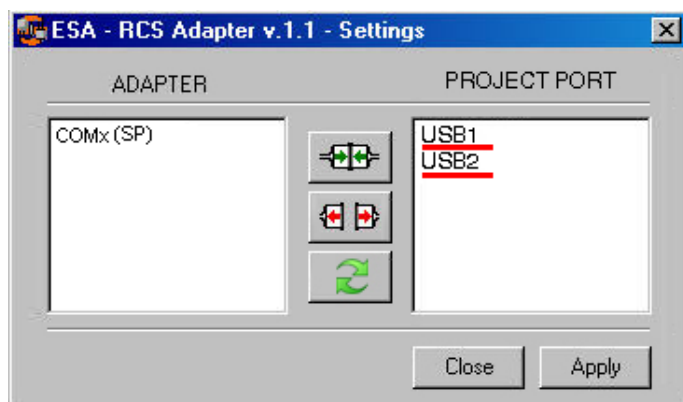 ESA - RCS Adapter v.1.1 - Settings
ADAPTER
PROJECT PORT
COMx (SP)
USB1
USB2
Close
Apply